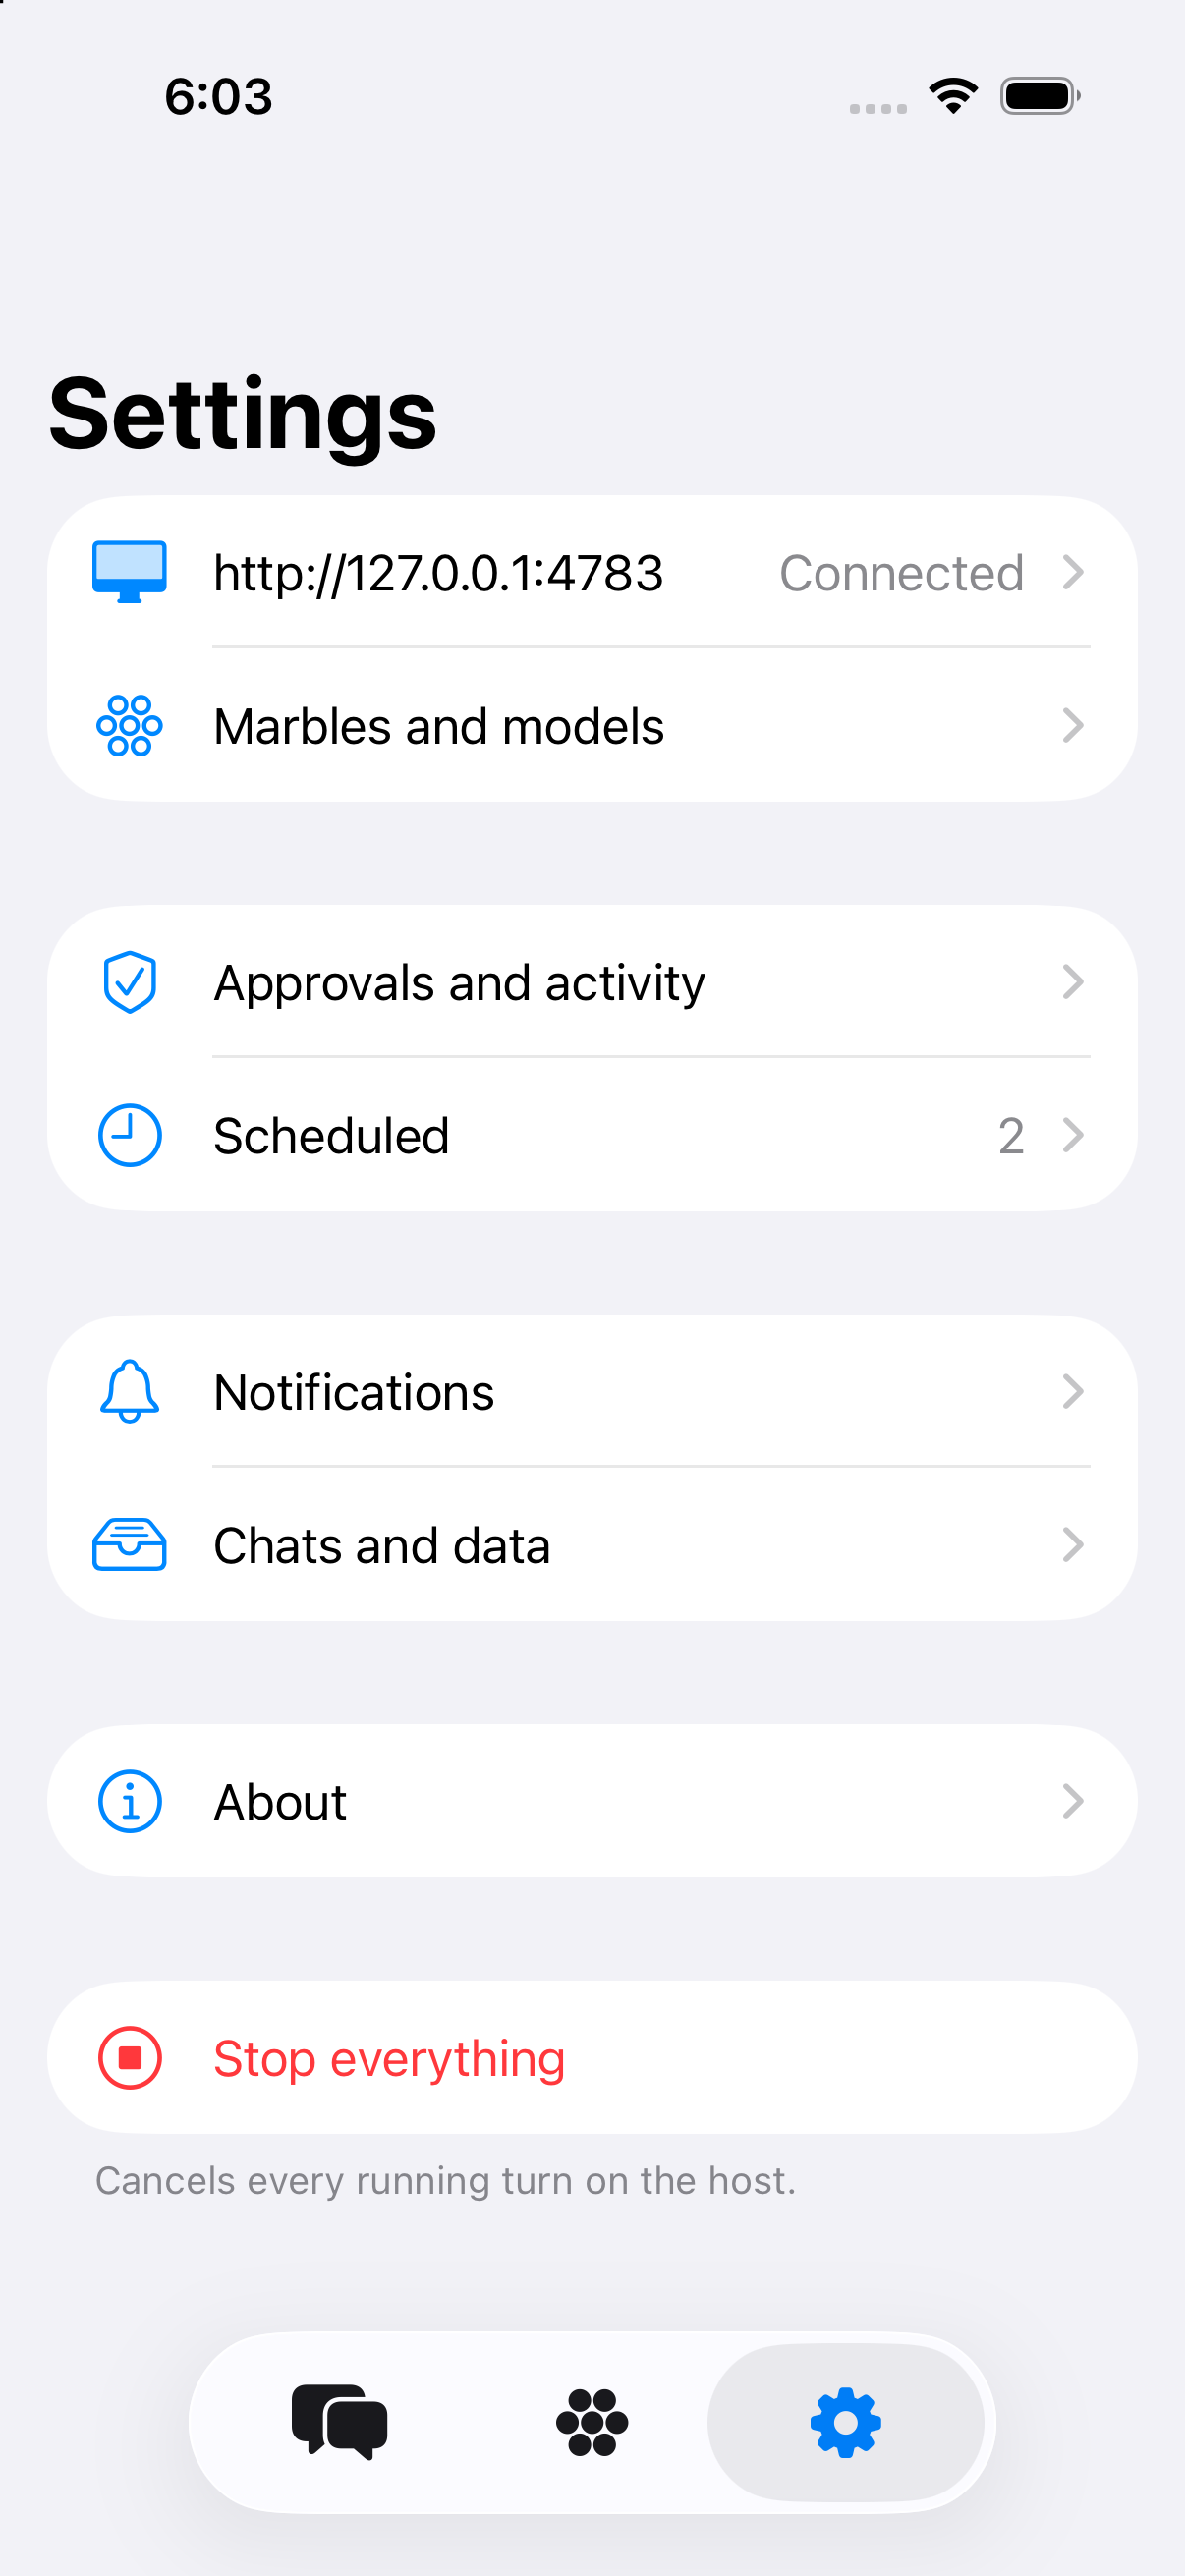 6:03
Settings
http://127.0.0.1:4783 Connected
Marbles and models
Approvals and activity
Scheduled 2
Notifications
Chats and data
About
Stop everything
Cancels every running turn on the host.